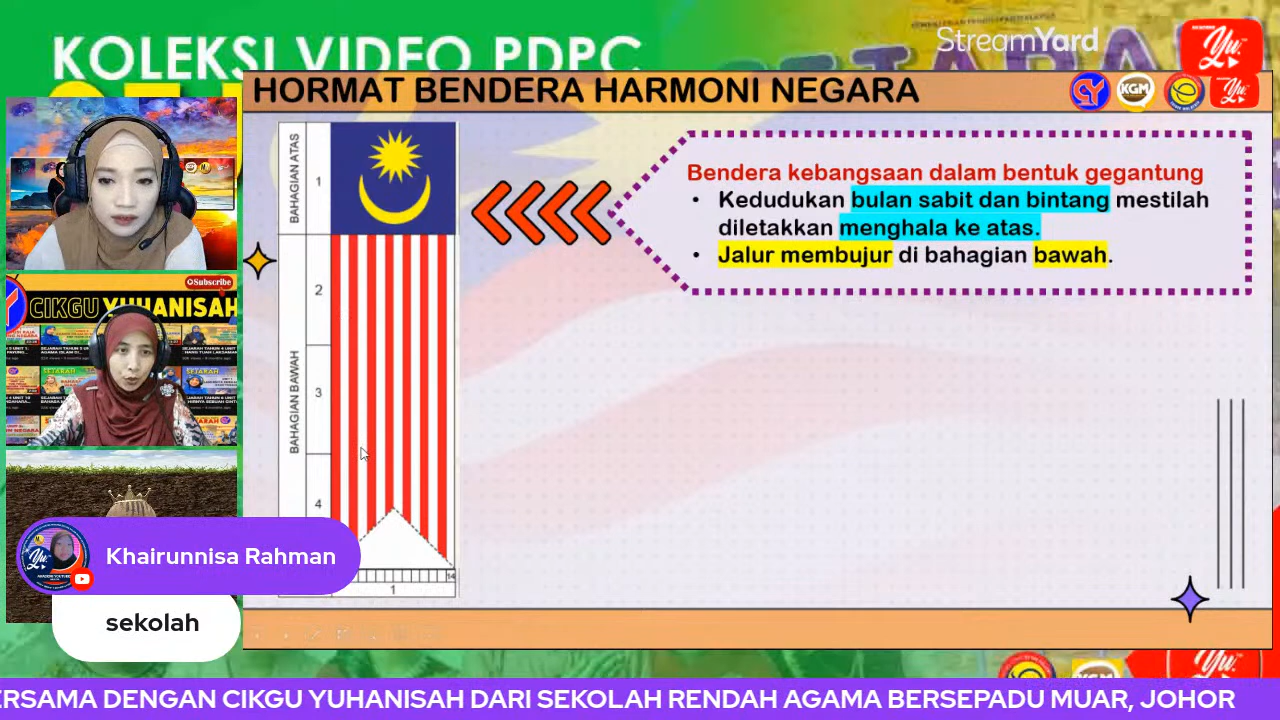 KOLEKSI VIDEO PDPC
StreamYard
HORMAT BENDERA HARMONI NEGARA
KGM
BAHAGIAN ATAS
1
BAHAGIAN BAWAH
2
3
4
14
1
Bendera kebangsaan dalam bentuk gegantung
• Kedudukan bulan sabit dan bintang mestilah
diletakkan menghala ke atas.
• Jalur membujur di bahagian bawah.
Subscribe
CIKGU YUHANISAH
Khairunnisa Rahman
sekolah
ERSAMA DENGAN CIKGU YUHANISAH DARI SEKOLAH RENDAH AGAMA BERSEPADU MUAR, JOHOR